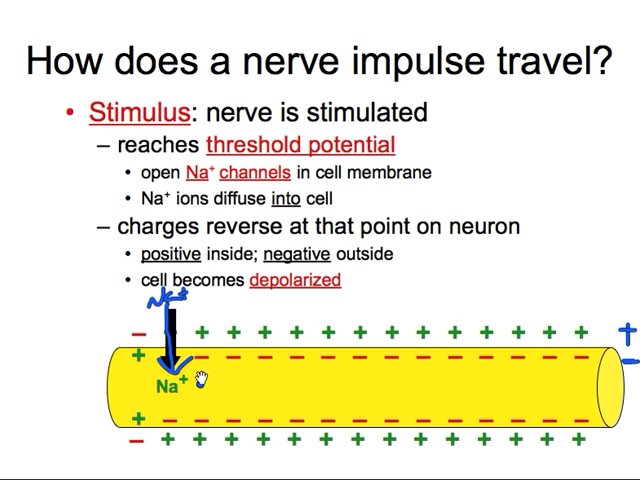 How does a nerve impulse travel?
• Stimulus: nerve is stimulated
– reaches threshold potential
• open Na⁺ channels in cell membrane
• Na⁺ ions diffuse into cell
– charges reverse at that point on neuron
• positive inside; negative outside
• cell becomes depolarized
Na⁺
– + + + + + + + + + + + + + +
+ – – – – – – – – – – – – – –
Na⁺
+ – – – – – – – – – – – – – –
– + + + + + + + + + + + + + +